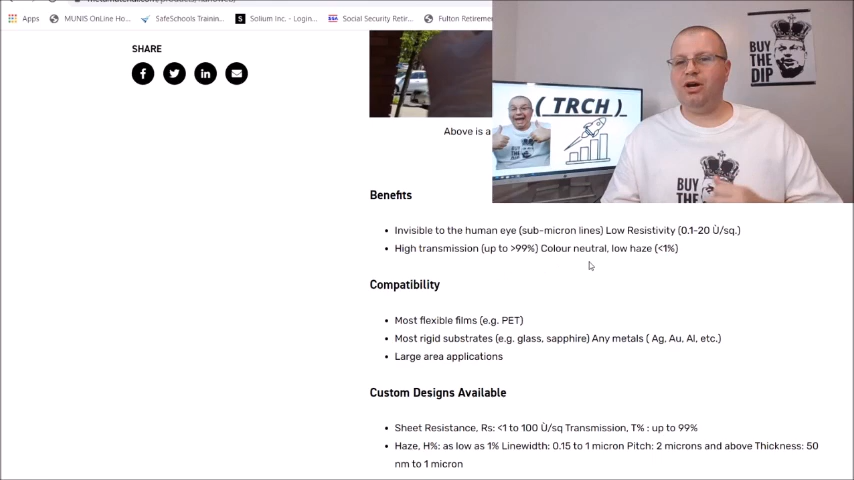 Apps
MUNIS OnLine Ho...
SafeSchools Trainin...
Solium Inc. - Login...
Social Security Retir...
Fulton Retiremen
SHARE
Above is a
BUY
THE
DIP
( TRCH )
BUY
THE
DIP
BUY
THE
Benefits
Invisible to the human eye (sub-micron lines) Low Resistivity (0.1-20 Ù/sq.)
High transmission (up to >99%) Colour neutral, low haze (<1%)
Compatibility
Most flexible films (e.g. PET)
Most rigid substrates (e.g. glass, sapphire) Any metals ( Ag, Au, Al, etc.)
Large area applications
Custom Designs Available
Sheet Resistance, Rs: <1 to 100 Ù/sq Transmission, T% : up to 99%
Haze, H%: as low as 1% Linewidth: 0.15 to 1 micron Pitch: 2 microns and above Thickness: 50
nm to 1 micron